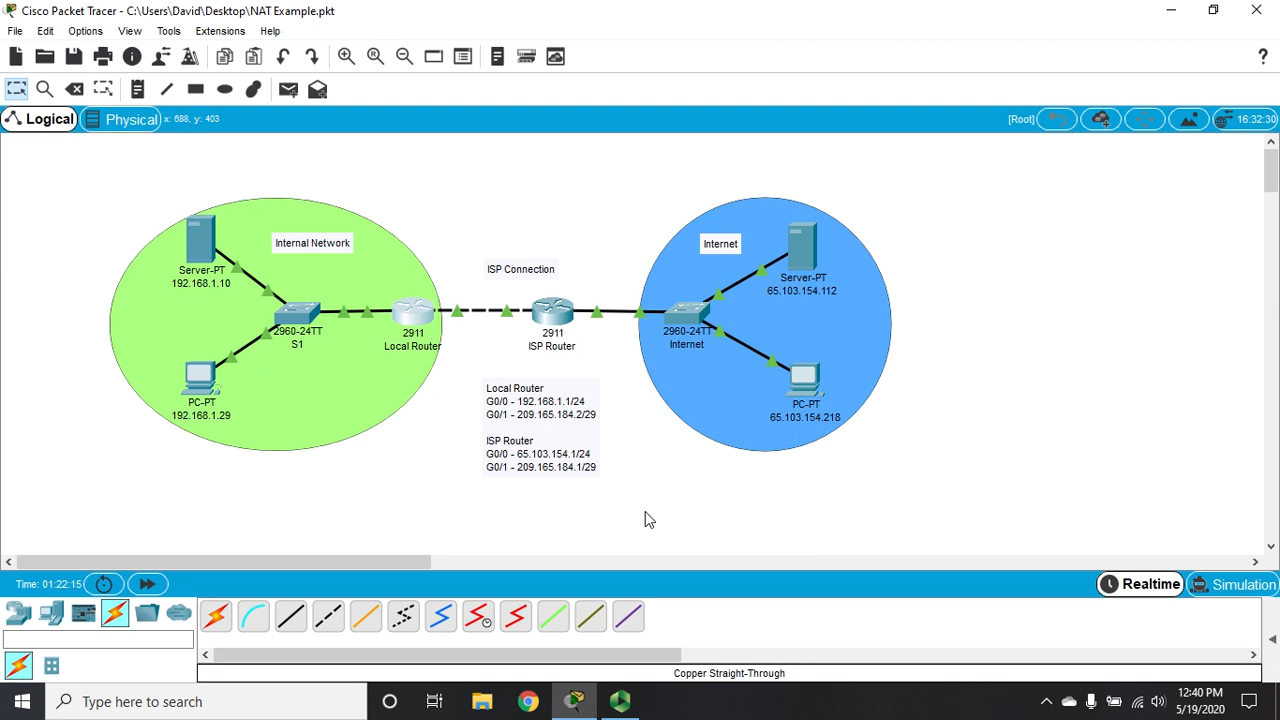 Cisco Packet Tracer - C:\Users\David\Desktop\NAT Example.pkt
File Edit Options View Tools Extensions Help
?
Logical Physical x: 688, y: 403 [Root] 16:32:30
Internal Network
Server-PT
192.168.1.10
2960-24TT
S1
PC-PT
192.168.1.29
2911
Local Router
ISP Connection
2911
ISP Router
Local Router
G0/0 - 192.168.1.1/24
G0/1 - 209.165.184.2/29
ISP Router
G0/0 - 65.103.154.1/24
G0/1 - 209.165.184.1/29
Internet
Server-PT
65.103.154.112
2960-24TT
Internet
PC-PT
65.103.154.218
Time: 01:22:15 Realtime Simulation
Copper Straight-Through
Type here to search
12:40 PM
5/19/2020